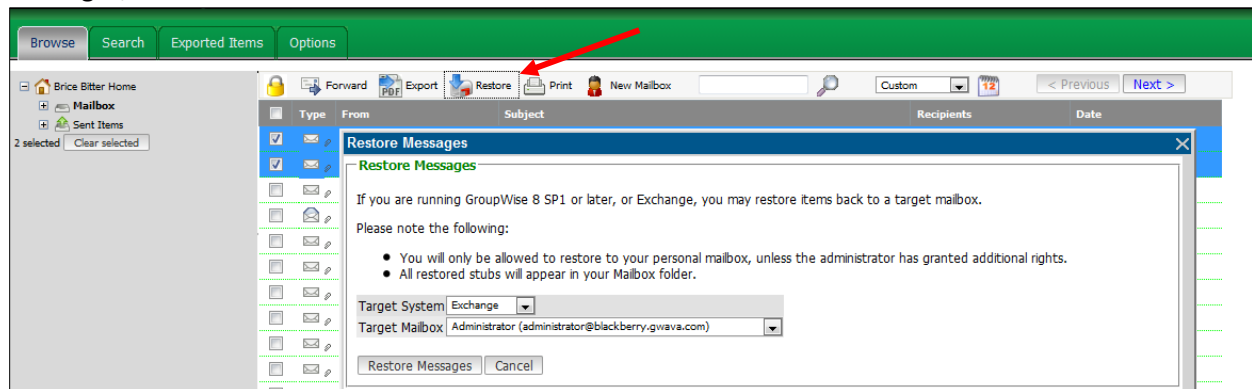 Browse Search Exported Items Options
Brice Bitter Home
Mailbox
Sent Items
2 selected Clear selected
Forward PDF Export Restore Print New Mailbox Custom 12 < Previous Next >
Type From Subject Recipients Date
Restore Messages
Restore Messages
If you are running GroupWise 8 SP1 or later, or Exchange, you may restore items back to a target mailbox.
Please note the following:
You will only be allowed to restore to your personal mailbox, unless the administrator has granted additional rights.
All restored stubs will appear in your Mailbox folder.
Target System Exchange
Target Mailbox Administrator (administrator@blackberry.gwava.com)
Restore Messages Cancel